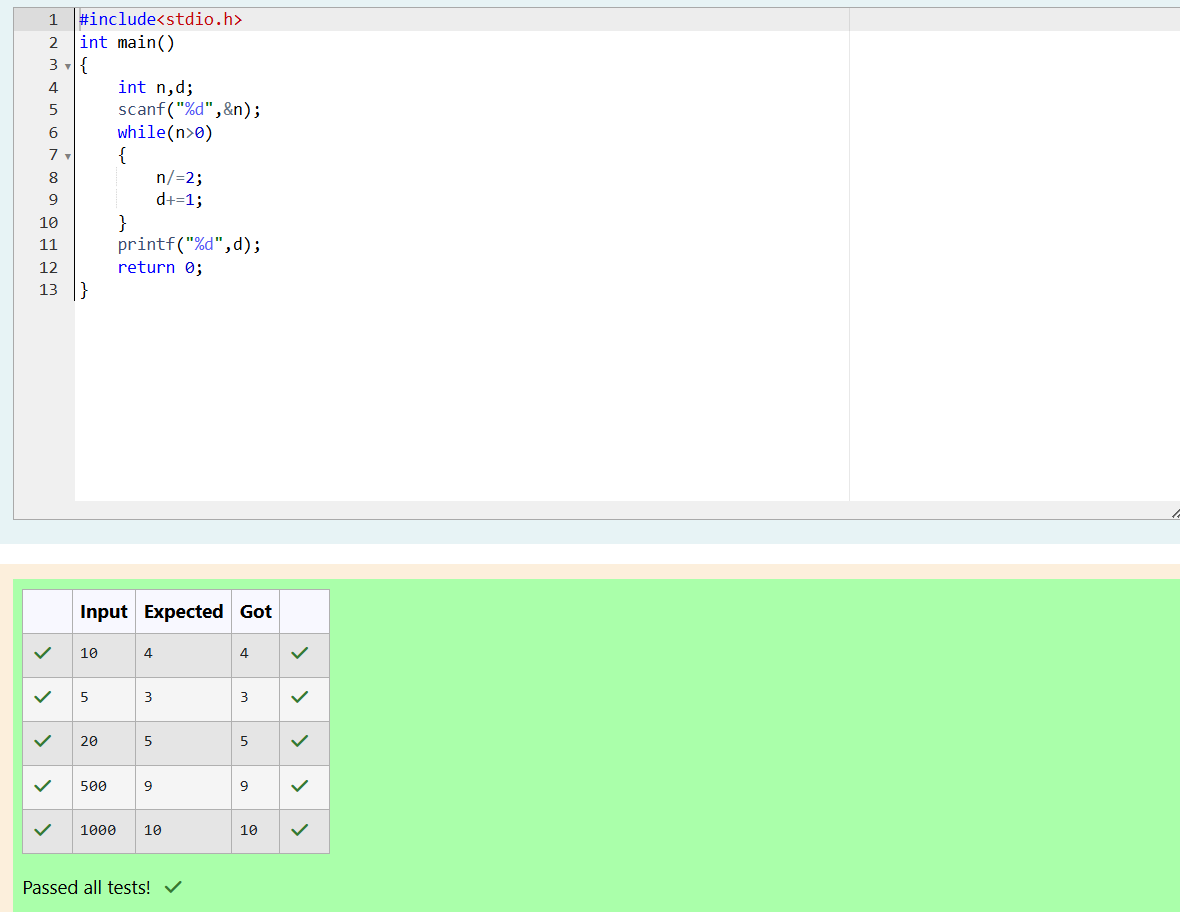 1 #include<stdio.h>
2 int main()
3 {
4     int n,d;
5     scanf("%d",&n);
6     while(n>0)
7     {
8         n/=2;
9         d+=1;
10     }
11     printf("%d",d);
12     return 0;
13 }
Input Expected Got
10 4 4
5 3 3
20 5 5
500 9 9
1000 10 10
Passed all tests!